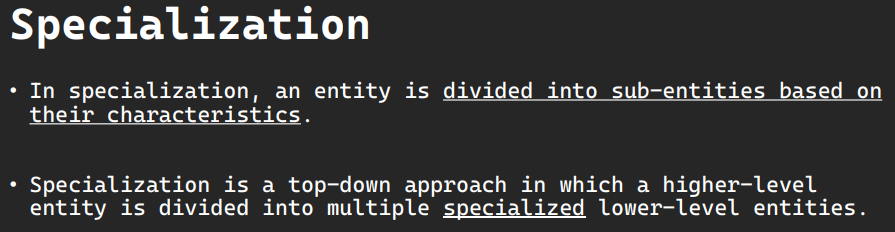 Specialization
• In specialization, an entity is divided into sub-entities based on
their characteristics.
• Specialization is a top-down approach in which a higher-level
entity is divided into multiple specialized lower-level entities.